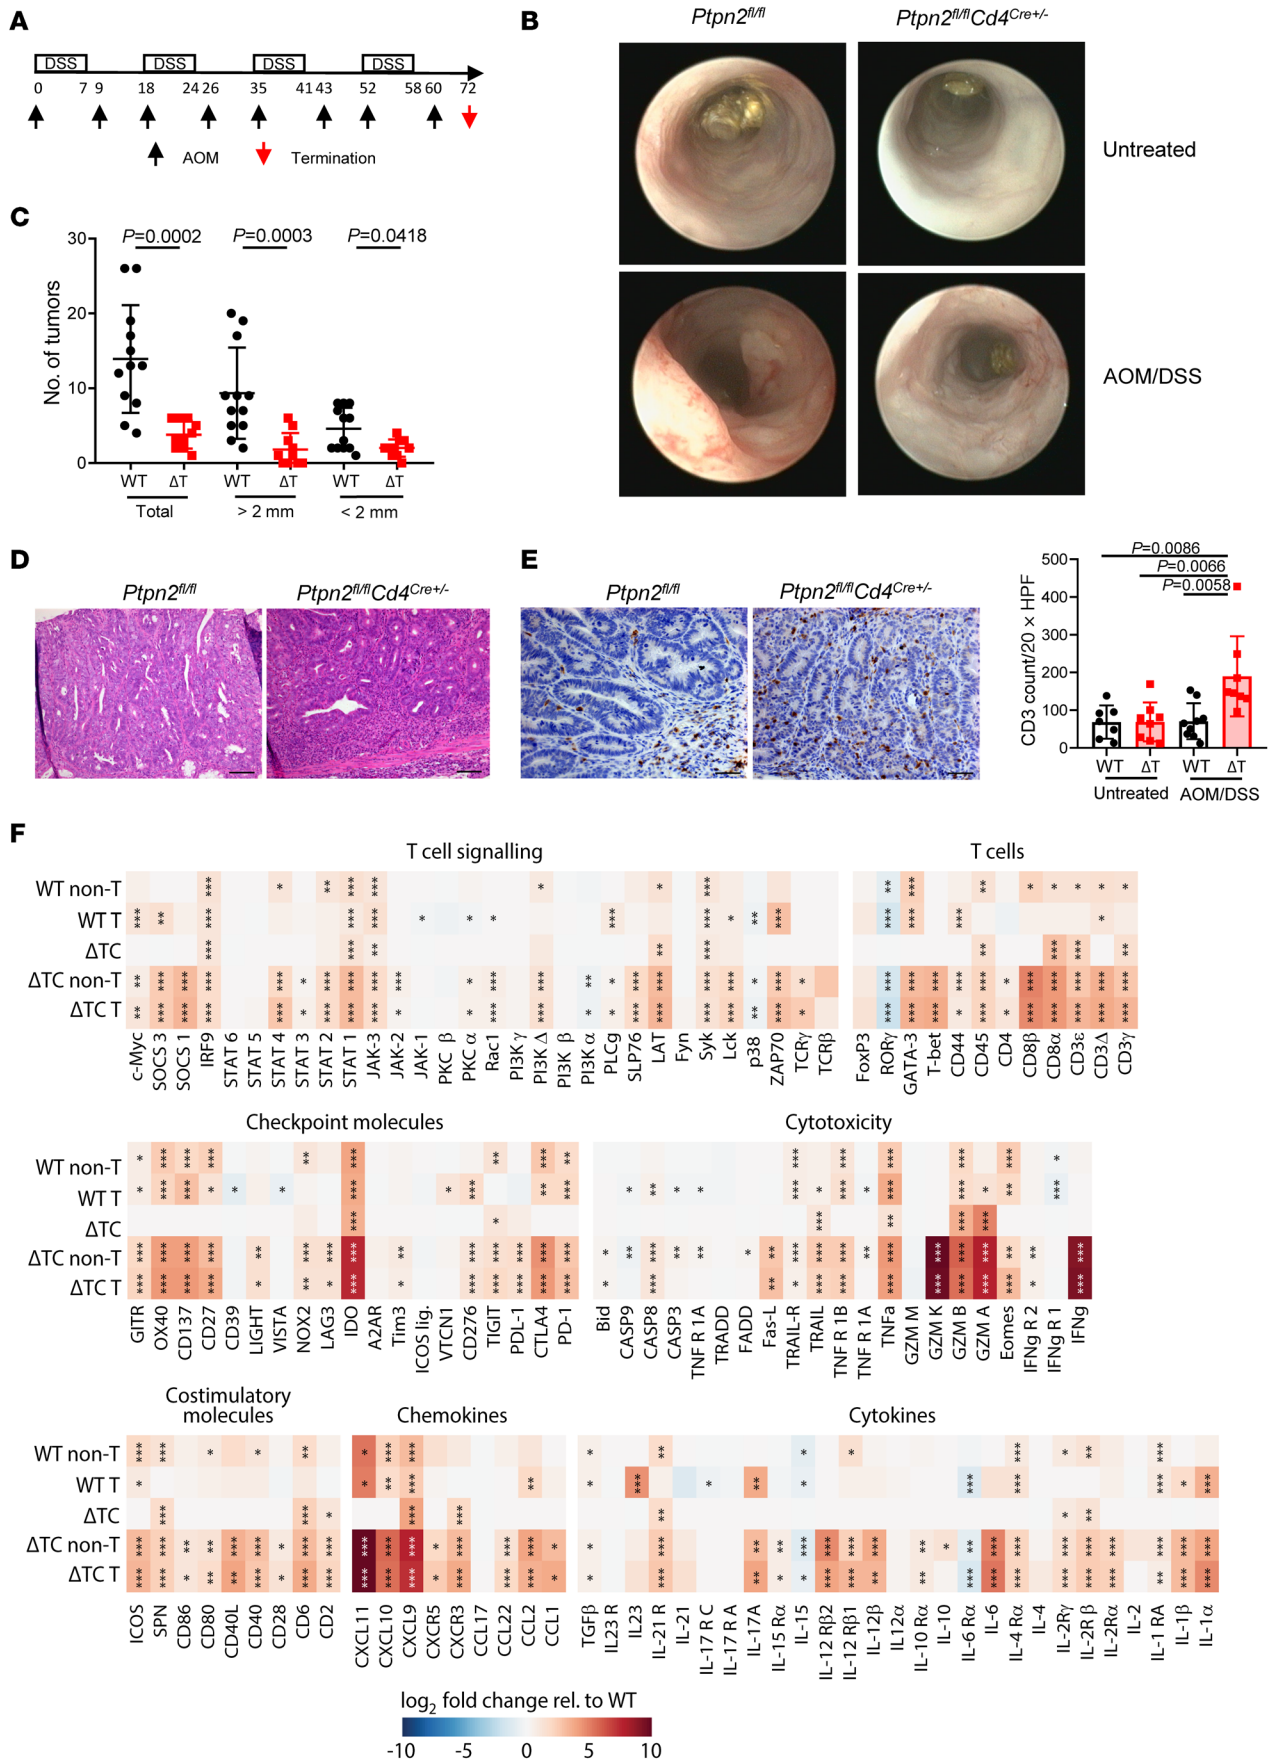 A
DSS DSS DSS DSS
0 7 9 18 24 26 35 41 43 52 58 60 72
AOM Termination
B
Ptpn2fl/fl Ptpn2fl/flCd4Cre+/-
Untreated
AOM/DSS
C
P=0.0002 P=0.0003 P=0.0418
No. of tumors
30
20
10
0
WT ΔT WT ΔT WT ΔT
Total > 2 mm < 2 mm
D
Ptpn2fl/fl Ptpn2fl/flCd4Cre+/-
E
Ptpn2fl/fl Ptpn2fl/flCd4Cre+/-
P=0.0086
P=0.0066
P=0.0058
CD3 count/20 × HPF
500
400
300
200
100
0
WT ΔT WT ΔT
Untreated AOM/DSS
F
T cell signalling T cells
WT non-T
WT T
ΔTC
ΔTC non-T
ΔTC T
c-Myc SOCS 3 SOCS 1 IRF9 STAT 6 STAT 5 STAT 4 STAT 3 STAT 2 STAT 1 JAK-3 JAK-2 JAK-1 PKC β PKC α Rac1 PI3K γ PI3K Δ PI3K β PI3K α PLCg SLP76 LAT Fyn Syk Lck p38 ZAP70 TCRγ TCRβ FoxP3 RORγ GATA-3 T-bet CD44 CD45 CD4 CD8β CD8α CD3ε CD3Δ CD3γ
Checkpoint molecules Cytotoxicity
WT non-T
WT T
ΔTC
ΔTC non-T
ΔTC T
GITR OX40 CD137 CD27 CD39 LIGHT VISTA NOX2 LAG3 IDO A2AR Tim3 ICOS lig. VTCN1 CD276 TIGIT PDL-1 CTLA4 PD-1 Bid CASP9 CASP8 CASP3 TNF R 1A TRADD FADD Fas-L TRAIL-R TRAIL TNF R 1B TNF R 1A TNFa GZM M GZM K GZM B GZM A Eomes IFNg R 2 IFNg R 1 IFNg
Costimulatory
molecules Chemokines Cytokines
WT non-T
WT T
ΔTC
ΔTC non-T
ΔTC T
ICOS SPN CD86 CD80 CD40L CD40 CD28 CD6 CD2 CXCL11 CXCL10 CXCL9 CXCR5 CXCR3 CCL17 CCL22 CCL2 CCL1 TGFβ IL23 R IL23 IL-21 R IL-21 IL-17 R C IL-17 R A IL-17A IL-15 Rα IL-15 IL-12 Rβ2 IL-12 Rβ1 IL-12β IL12α IL-10 Rα IL-10 IL-6 Rα IL-6 IL-4 Rα IL-4 IL-2Rγ IL-2R β IL-2Rα IL-2 IL-1 RA IL-1β IL-1α
log2 fold change rel. to WT
-10 -5 0 5 10